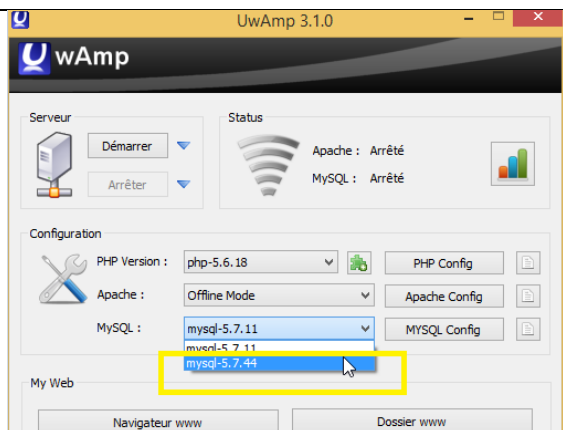 UwAmp 3.1.0
wAmp
Serveur
Status
Démarrer
Arrêter
Apache : Arrêté
MySQL : Arrêté
Configuration
PHP Version : php-5.6.18 PHP Config
Apache : Offline Mode Apache Config
MySQL : mysql-5.7.11 MYSQL Config
mysql-5.7.11
mysql-5.7.44
My Web
Navigateur www
Dossier www